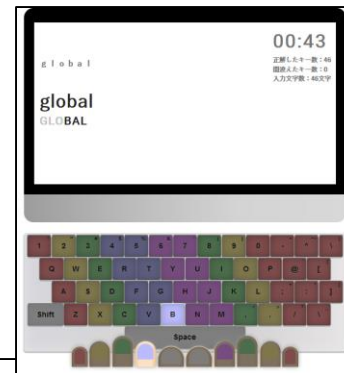 00:43
正解したキー数：46
間違えたキー数：0
入力文字数：46文字
global
global
GLOBAL
1 2 3 4 5 6 7 8 9 0 - ^ \
Q W E R T Y U I O P @ [
A S D F G H J K L ; : ]
Shift Z X C V B N M , . / \
Space